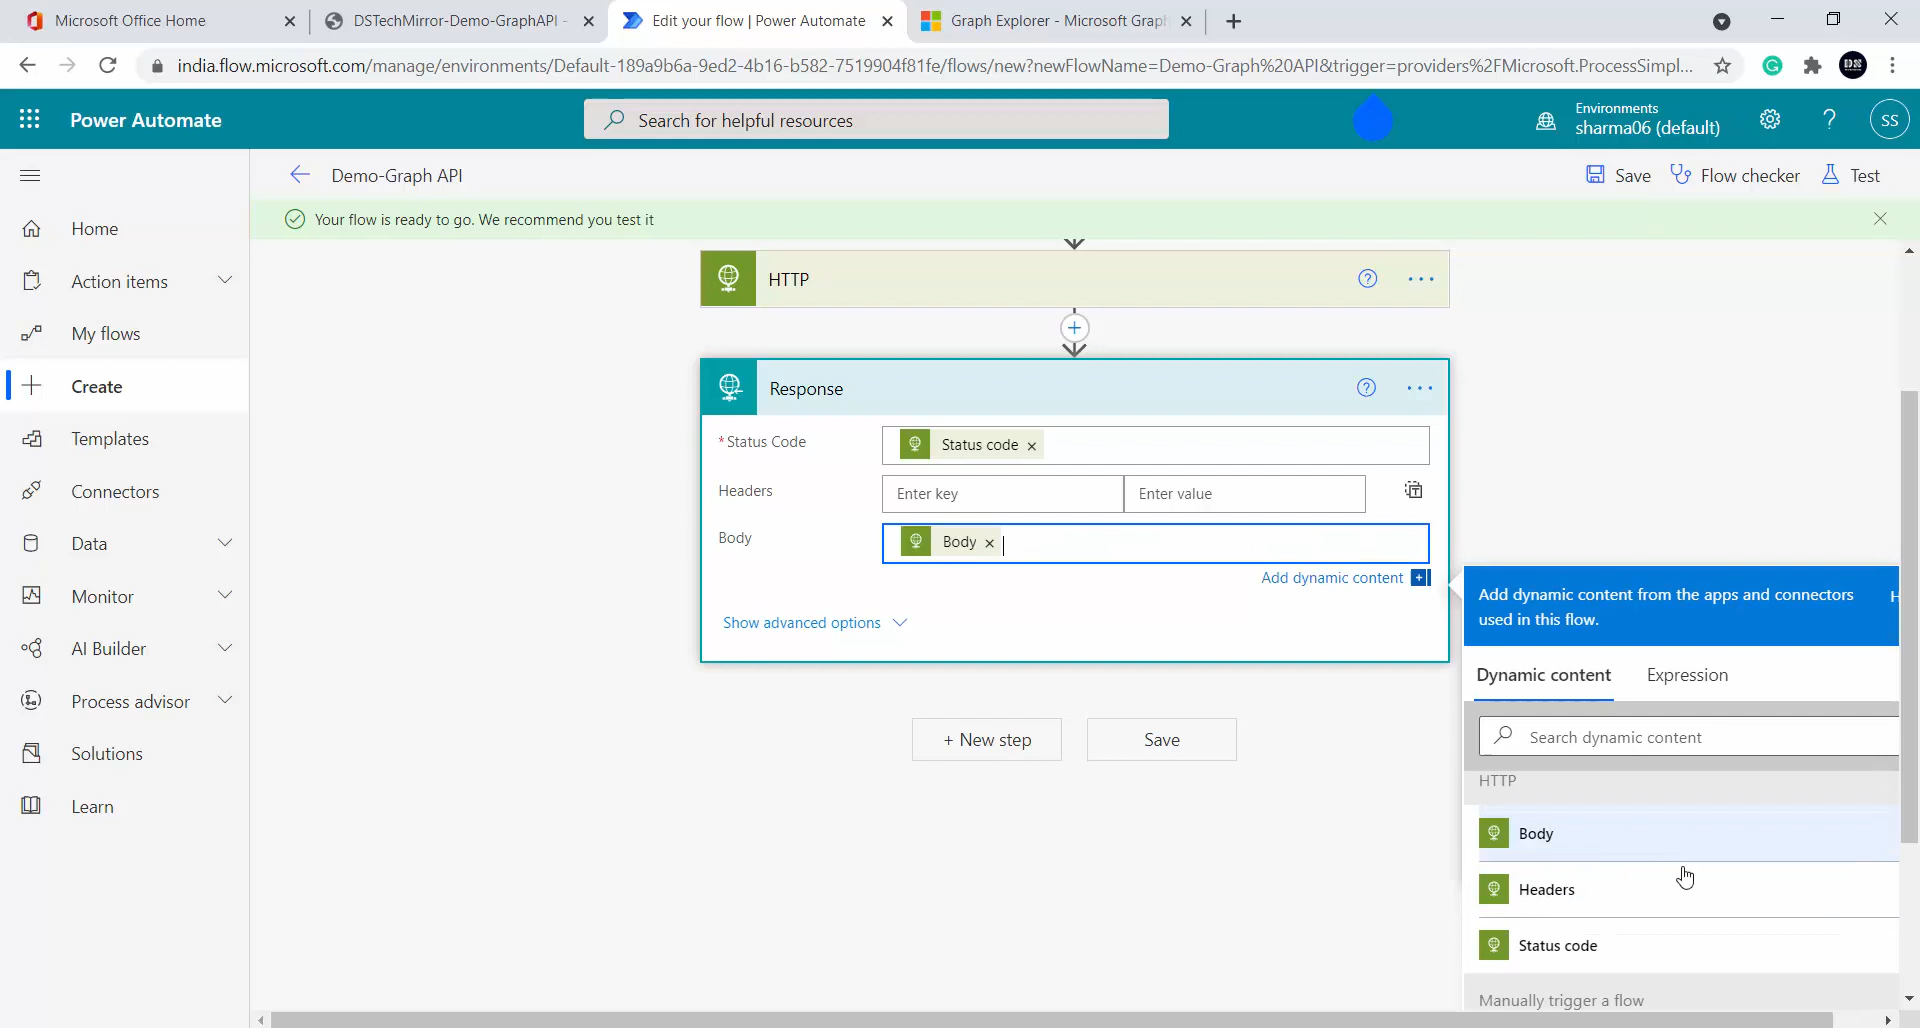 Microsoft Office Home
DSTechMirror-Demo-GraphAPI -
Edit your flow | Power Automate
Graph Explorer - Microsoft Graph
india.flow.microsoft.com/manage/environments/Default-189a9b6a-9ed2-4b16-b582-7519904f81fe/flows/new?newFlowName=Demo-Graph%20API&trigger=providers%2FMicrosoft.ProcessSimpl...
DS
Power Automate
Search for helpful resources
Environments
sharma06 (default)
SS
Demo-Graph API
Save
Flow checker
Test
Your flow is ready to go. We recommend you test it
Home
Action items
My flows
Create
Templates
Connectors
Data
Monitor
AI Builder
Process advisor
Solutions
Learn
HTTP
Response
* Status Code
Status code
Headers
Enter key
Enter value
Body
Body
Add dynamic content
Show advanced options
+ New step
Save
Add dynamic content from the apps and connectors
used in this flow.
H
Dynamic content
Expression
Search dynamic content
HTTP
Body
Headers
Status code
Manually trigger a flow